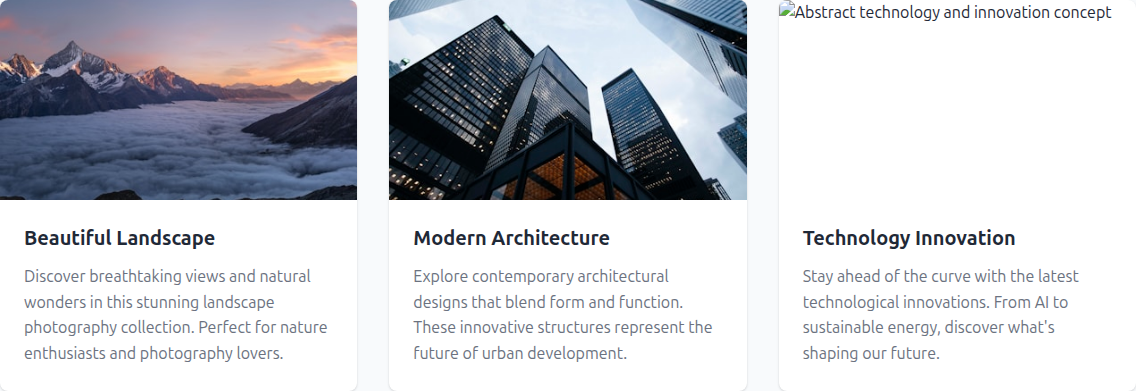 Abstract technology and innovation concept
Beautiful Landscape
Discover breathtaking views and natural
wonders in this stunning landscape
photography collection. Perfect for nature
enthusiasts and photography lovers.
Modern Architecture
Explore contemporary architectural
designs that blend form and function.
These innovative structures represent the
future of urban development.
Technology Innovation
Stay ahead of the curve with the latest
technological innovations. From AI to
sustainable energy, discover what's
shaping our future.